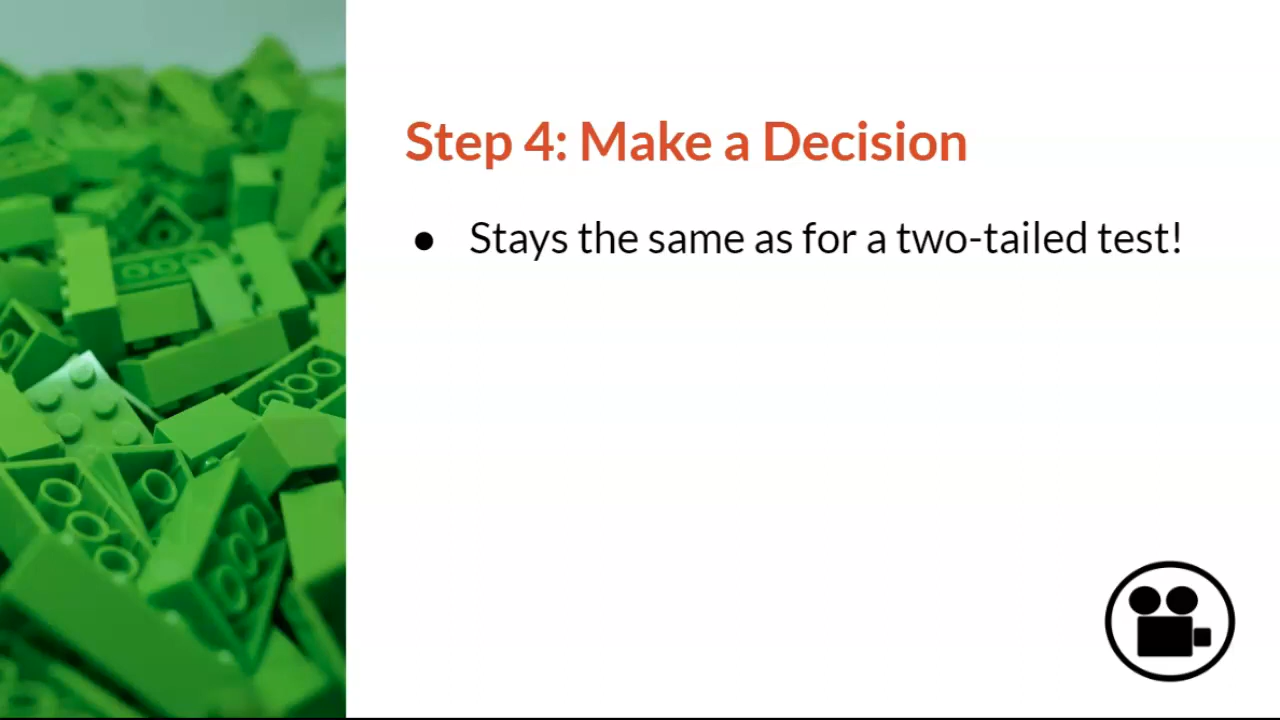 Step 4: Make a Decision
● Stays the same as for a two-tailed test!